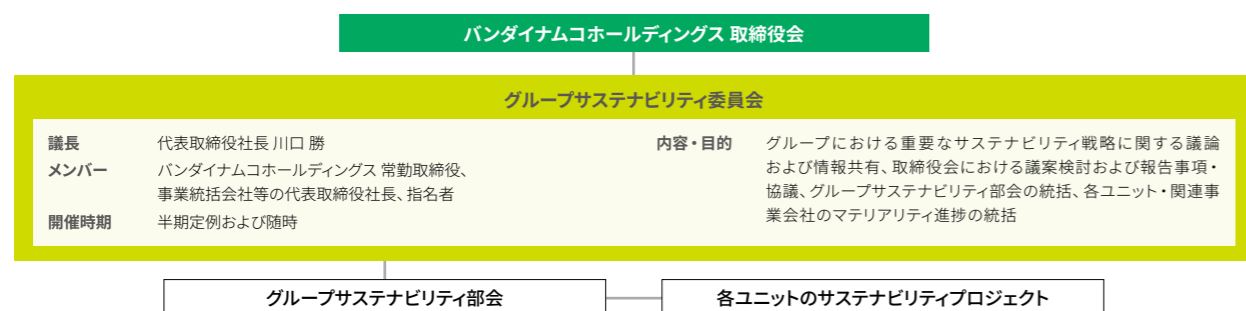 バンダイナムコホールディングス 取締役会
グループサステナビリティ委員会
議長 代表取締役社長 川口 勝
メンバー バンダイナムコホールディングス 常勤取締役、
事業統括会社等の代表取締役社長、指名者
開催時期 半期定例および随時
内容・目的 グループにおける重要なサステナビリティ戦略に関する議論
および情報共有、取締役会における議案検討および報告事項・
協議、グループサステナビリティ部会の統括、各ユニット・関連事
業会社のマテリアリティ進捗の統括
グループサステナビリティ部会
各ユニットのサステナビリティプロジェクト